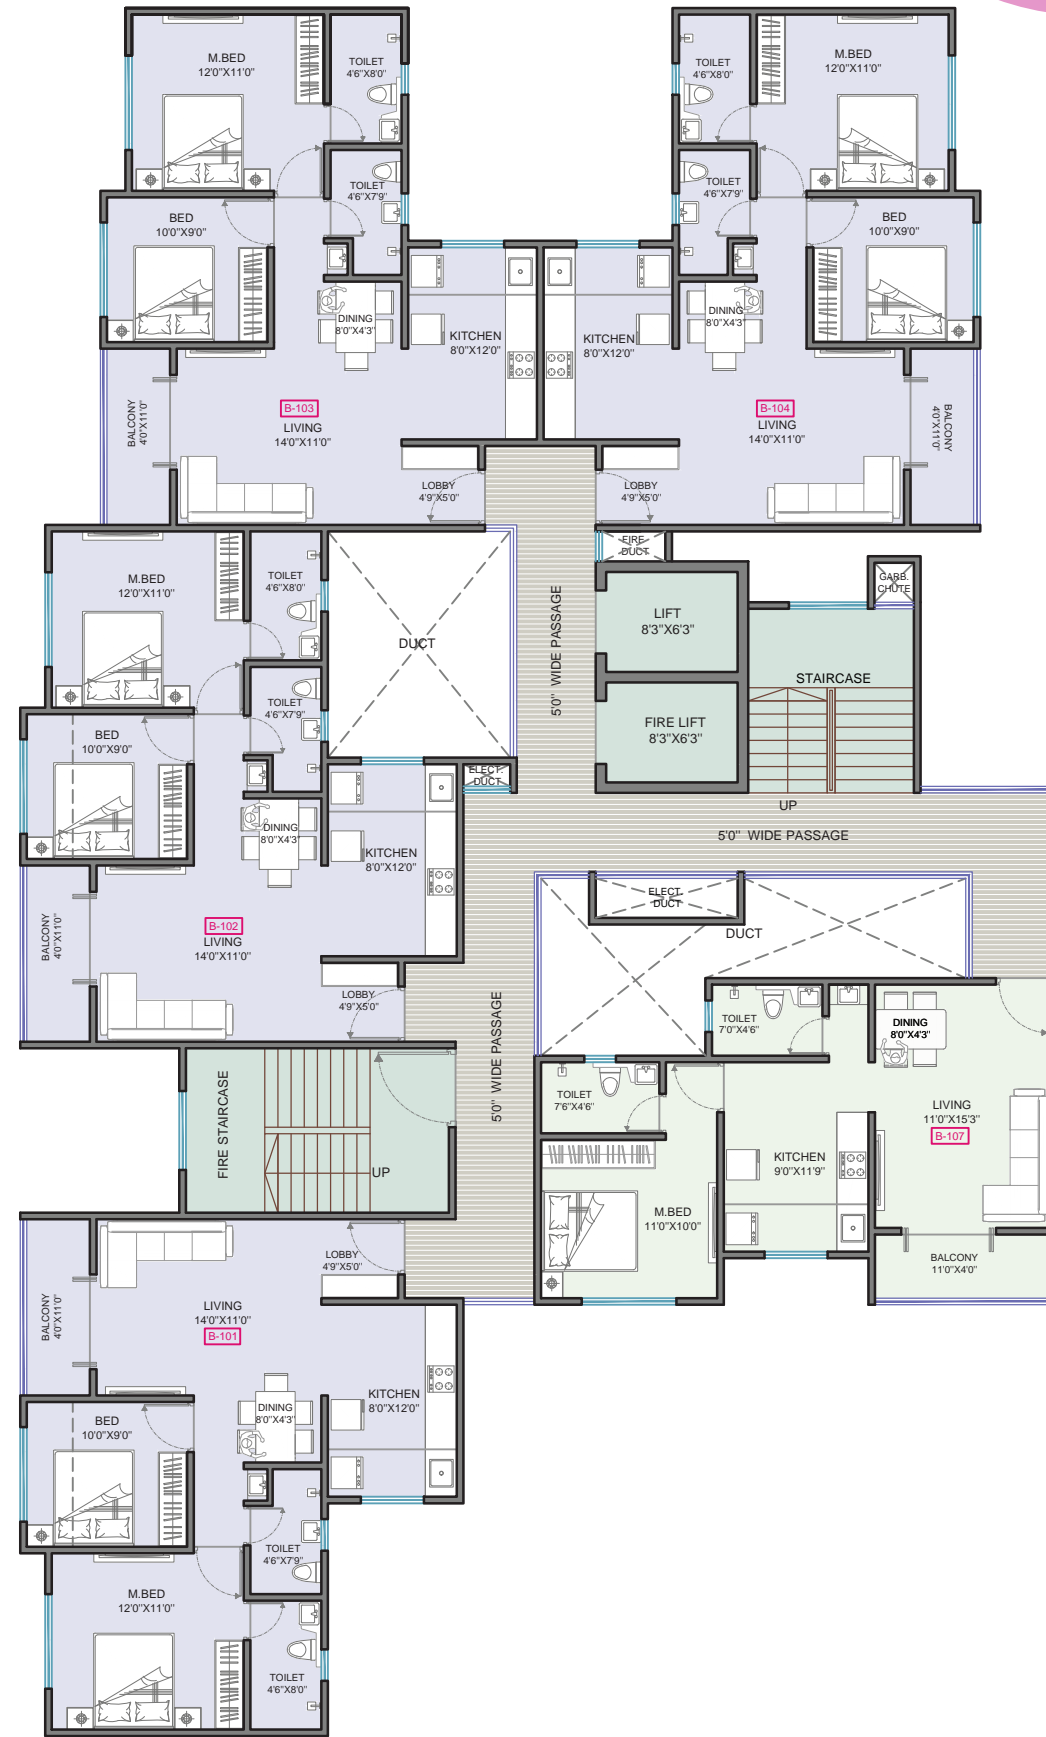 M.BED
12'0"X11'0"
TOILET
4'6"X8'0"
TOILET
4'6"X7'9"
BED
10'0"X9'0"
DINING
8'0"X4'3"
KITCHEN
8'0"X12'0"
B-103
LIVING
14'0"X11'0"
BALCONY
4'0"X11'0"
LOBBY
4'9"X5'0"
TOILET
4'6"X8'0"
M.BED
12'0"X11'0"
TOILET
4'6"X7'9"
BED
10'0"X9'0"
DINING
8'0"X4'3"
KITCHEN
8'0"X12'0"
B-104
LIVING
14'0"X11'0"
BALCONY
4'0"X11'0"
LOBBY
4'9"X5'0"
FIRE
DUCT
GARB.
CHUTE
LIFT
8'3"X6'3"
FIRE LIFT
8'3"X6'3"
STAIRCASE
UP
5'0" WIDE PASSAGE
5'0" WIDE PASSAGE
DUCT
M.BED
12'0"X11'0"
TOILET
4'6"X8'0"
TOILET
4'6"X7'9"
BED
10'0"X9'0"
ELECT.
DUCT
DINING
8'0"X4'3"
KITCHEN
8'0"X12'0"
B-102
LIVING
14'0"X11'0"
BALCONY
4'0"X11'0"
LOBBY
4'9"X5'0"
5'0" WIDE PASSAGE
ELECT.
DUCT
DUCT
TOILET
7'0"X4'6"
DINING
8'0"X4'3"
TOILET
7'6"X4'6"
LIVING
11'0"X15'3"
B-107
KITCHEN
9'0"X11'9"
M.BED
11'0"X10'0"
BALCONY
11'0"X4'0"
FIRE STAIRCASE
UP
LOBBY
4'9"X5'0"
LIVING
14'0"X11'0"
B-101
BALCONY
4'0"X11'0"
KITCHEN
8'0"X12'0"
DINING
8'0"X4'3"
BED
10'0"X9'0"
TOILET
4'6"X7'9"
M.BED
12'0"X11'0"
TOILET
4'6"X8'0"